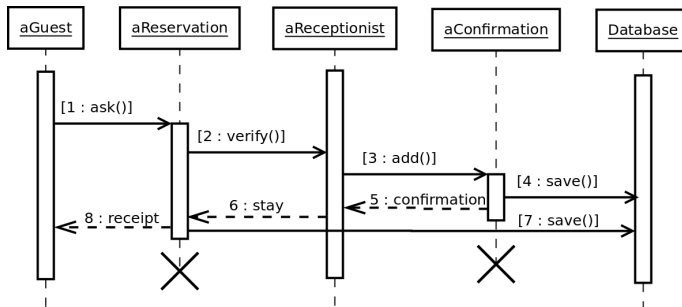 aGuest
aReservation
aReceptionist
aConfirmation
Database
[1 : ask()]
[2 : verify()]
[3 : add()]
[4 : save()]
5 : confirmation
6 : stay
8 : receipt
[7 : save()]